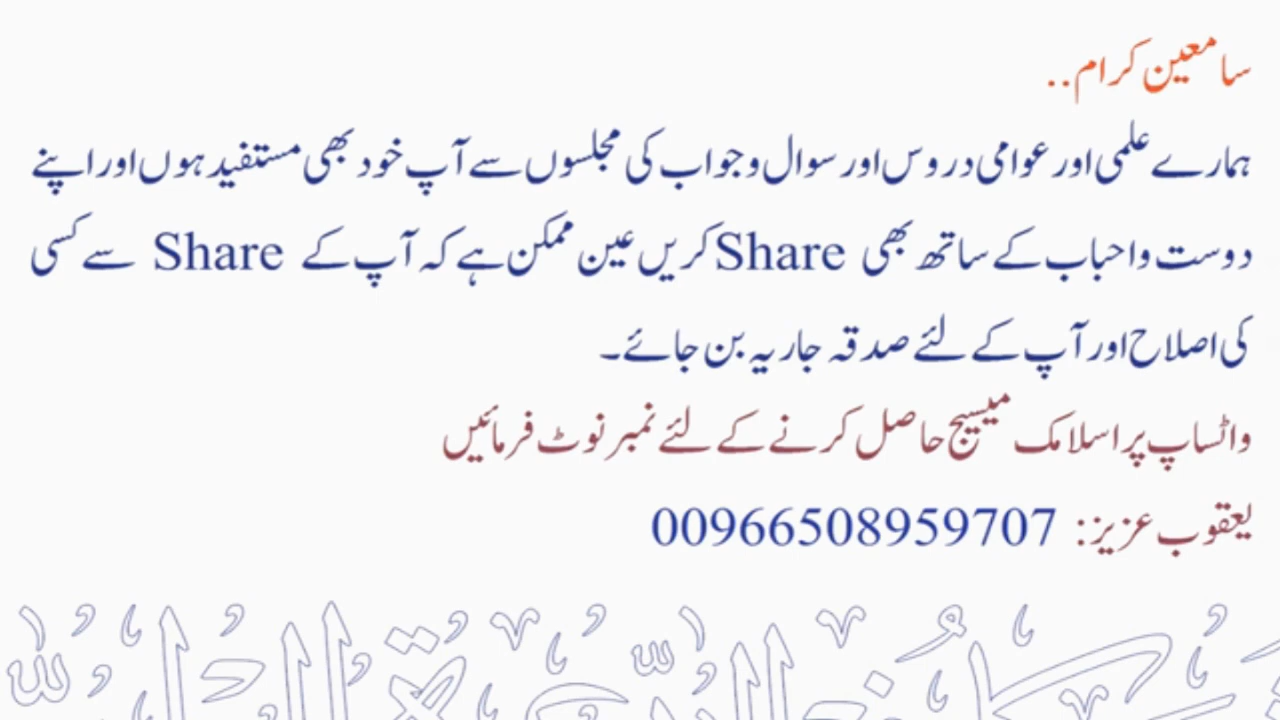 سامعین کرام..
ہمارے علمی اور عوامی دروس اور سوال و جواب کی مجلسوں سے آپ خود بھی مستفید ہوں اور اپنے
دوست و احباب کے ساتھ بھی Share کریں عین ممکن ہے کہ آپ کے Share سے کسی
کی اصلاح اور آپ کے لئے صدقہ جاریہ بن جائے۔
واٹساپ پر اسلامک میسیج حاصل کرنے کے لئے نمبر نوٹ فرمائیں
یعقوب عزیز: 00966508959707